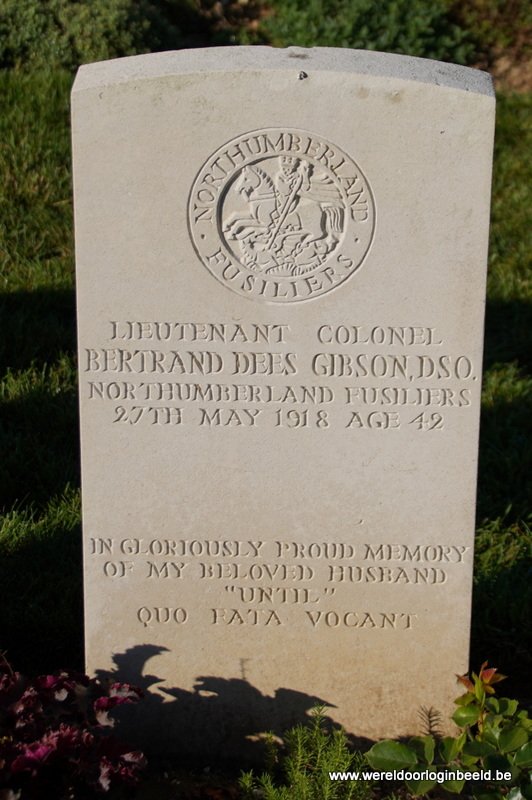 NORTHUMBERLAND
FUSILIERS
LIEUTENANT COLONEL
BERTRAND DEES GIBSON, D.S.O.
NORTHUMBERLAND FUSILIERS
27TH MAY 1918 AGE 42
IN GLORIOUSLY PROUD MEMORY
OF MY BELOVED HUSBAND
"UNTIL"
QUO FATA VOCANT
www.wereldoorloginbeeld.be